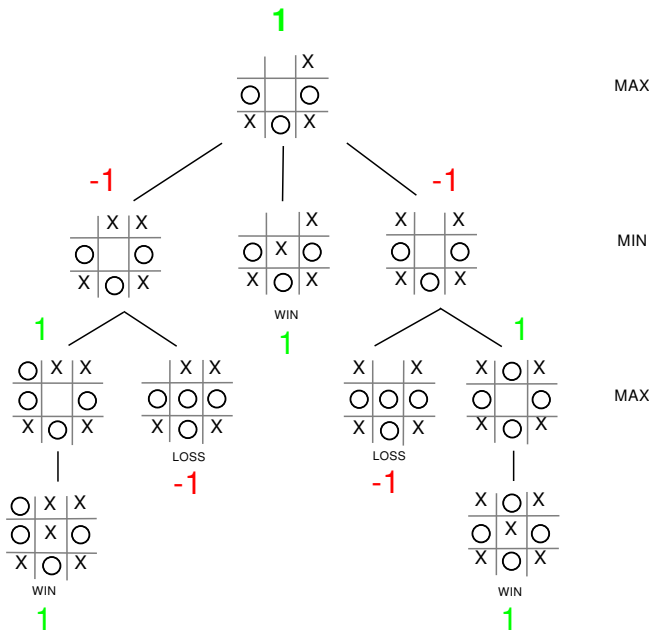 1
X
O O MAX
X O X
-1 -1
X X X X X
O O O X O O O MIN
X O X X O X X O X
WIN
1 1 1
O X X X X X X X O X
O O O O O O O O O O MAX
X O X X O X X O X X O X
LOSS LOSS
-1 -1
O X X X O X
O X O O X O
X O X X O X
WIN WIN
1 1